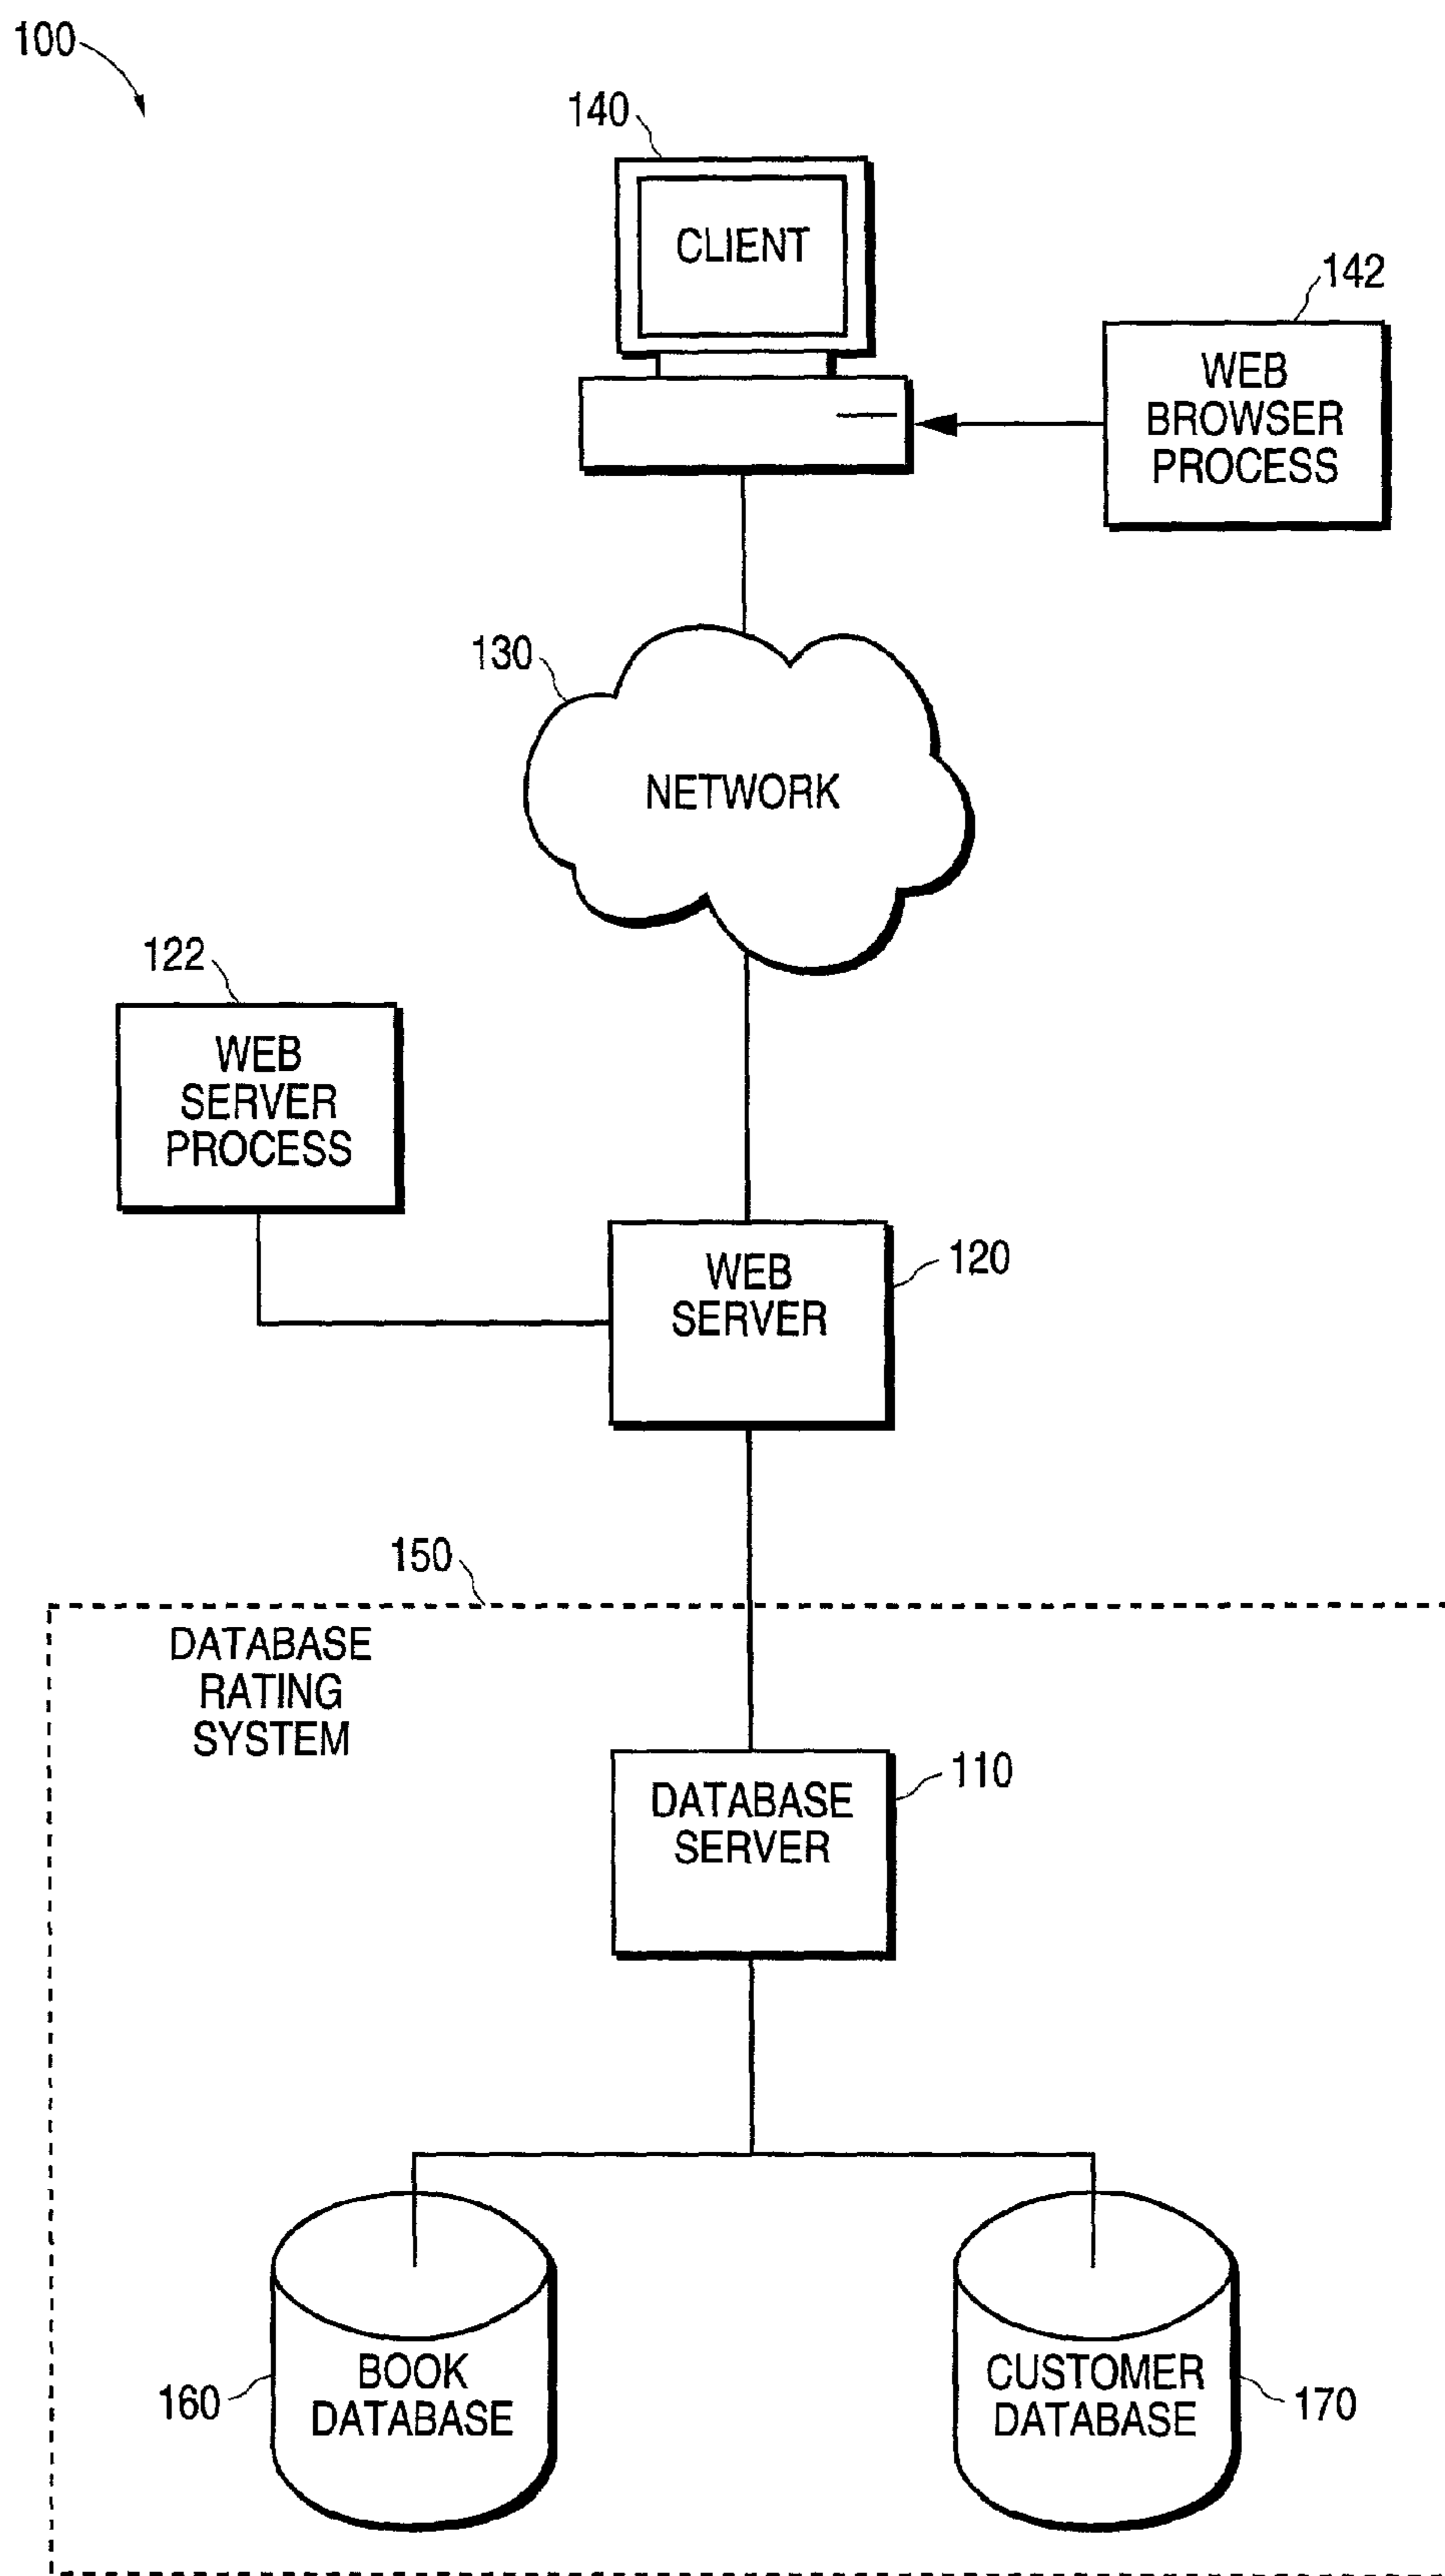 100
140
CLIENT
142
WEB
BROWSER
PROCESS
130
NETWORK
122
WEB
SERVER
PROCESS
WEB
SERVER
120
150
DATABASE
RATING
SYSTEM
DATABASE
SERVER
110
BOOK
DATABASE
160
CUSTOMER
DATABASE
170